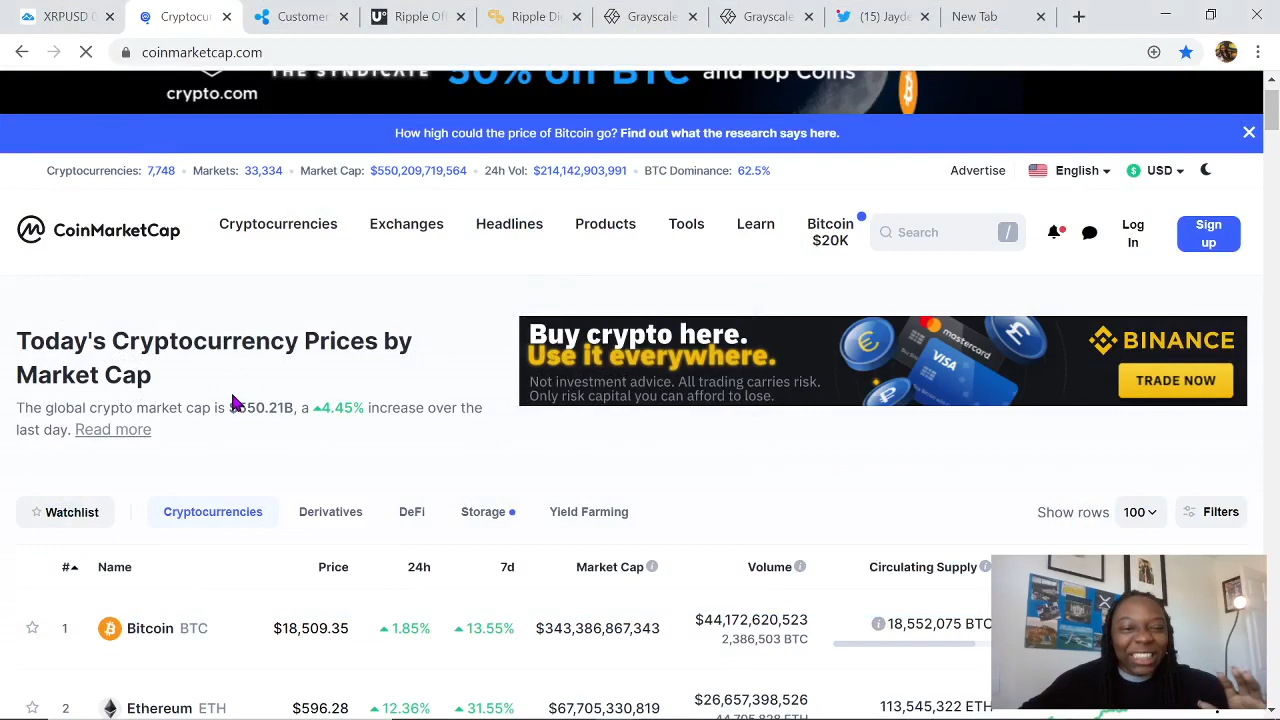 XRPUSD
Cryptocur
Custome
Ripple Of
Ripple Di
Grayscale
Grayscale
(15) Jayde
New Tab
coinmarketcap.com
THE SYNDICATE
50% off BTC and Top Coins
crypto.com
How high could the price of Bitcoin go? Find out what the research says here.
Cryptocurrencies: 7,748 Markets: 33,334 Market Cap: $550,209,719,564 24h Vol: $214,142,903,991 BTC Dominance: 62.5%
Advertise English USD
CoinMarketCap
Cryptocurrencies Exchanges Headlines Products Tools Learn
Bitcoin
$20K
Search /
Log
In
Sign
up
Today's Cryptocurrency Prices by
Market Cap
The global crypto market cap is $550.21B, a 4.45% increase over the
last day. Read more
Buy crypto here.
Use it everywhere.
Not investment advice. All trading carries risk.
Only risk capital you can afford to lose.
mastercard
VISA
BINANCE
TRADE NOW
Watchlist Cryptocurrencies Derivatives DeFi Storage Yield Farming
Show rows 100 Filters
# Name Price 24h 7d Market Cap Volume Circulating Supply
1 Bitcoin BTC $18,509.35 1.85% 13.55% $343,386,867,343 $44,172,620,523 18,552,075 BTC
2,386,503 BTC
2 Ethereum ETH $596.28 12.36% 31.55% $67,705,330,819 $26,657,398,526 113,545,322 ETH